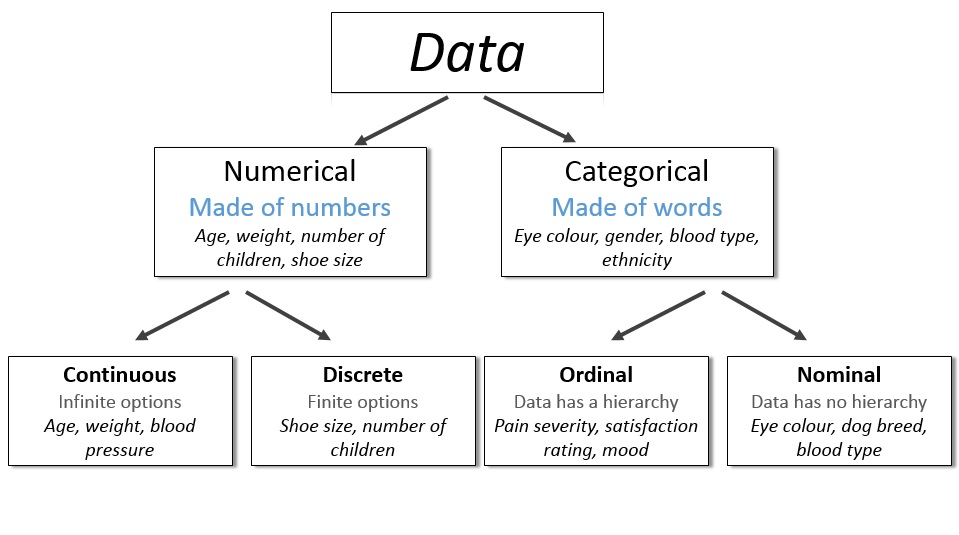 Data
Numerical
Made of numbers
Age, weight, number of
children, shoe size
Categorical
Made of words
Eye colour, gender, blood type,
ethnicity
Continuous
Infinite options
Age, weight, blood
pressure
Discrete
Finite options
Shoe size, number of
children
Ordinal
Data has a hierarchy
Pain severity, satisfaction
rating, mood
Nominal
Data has no hierarchy
Eye colour, dog breed,
blood type